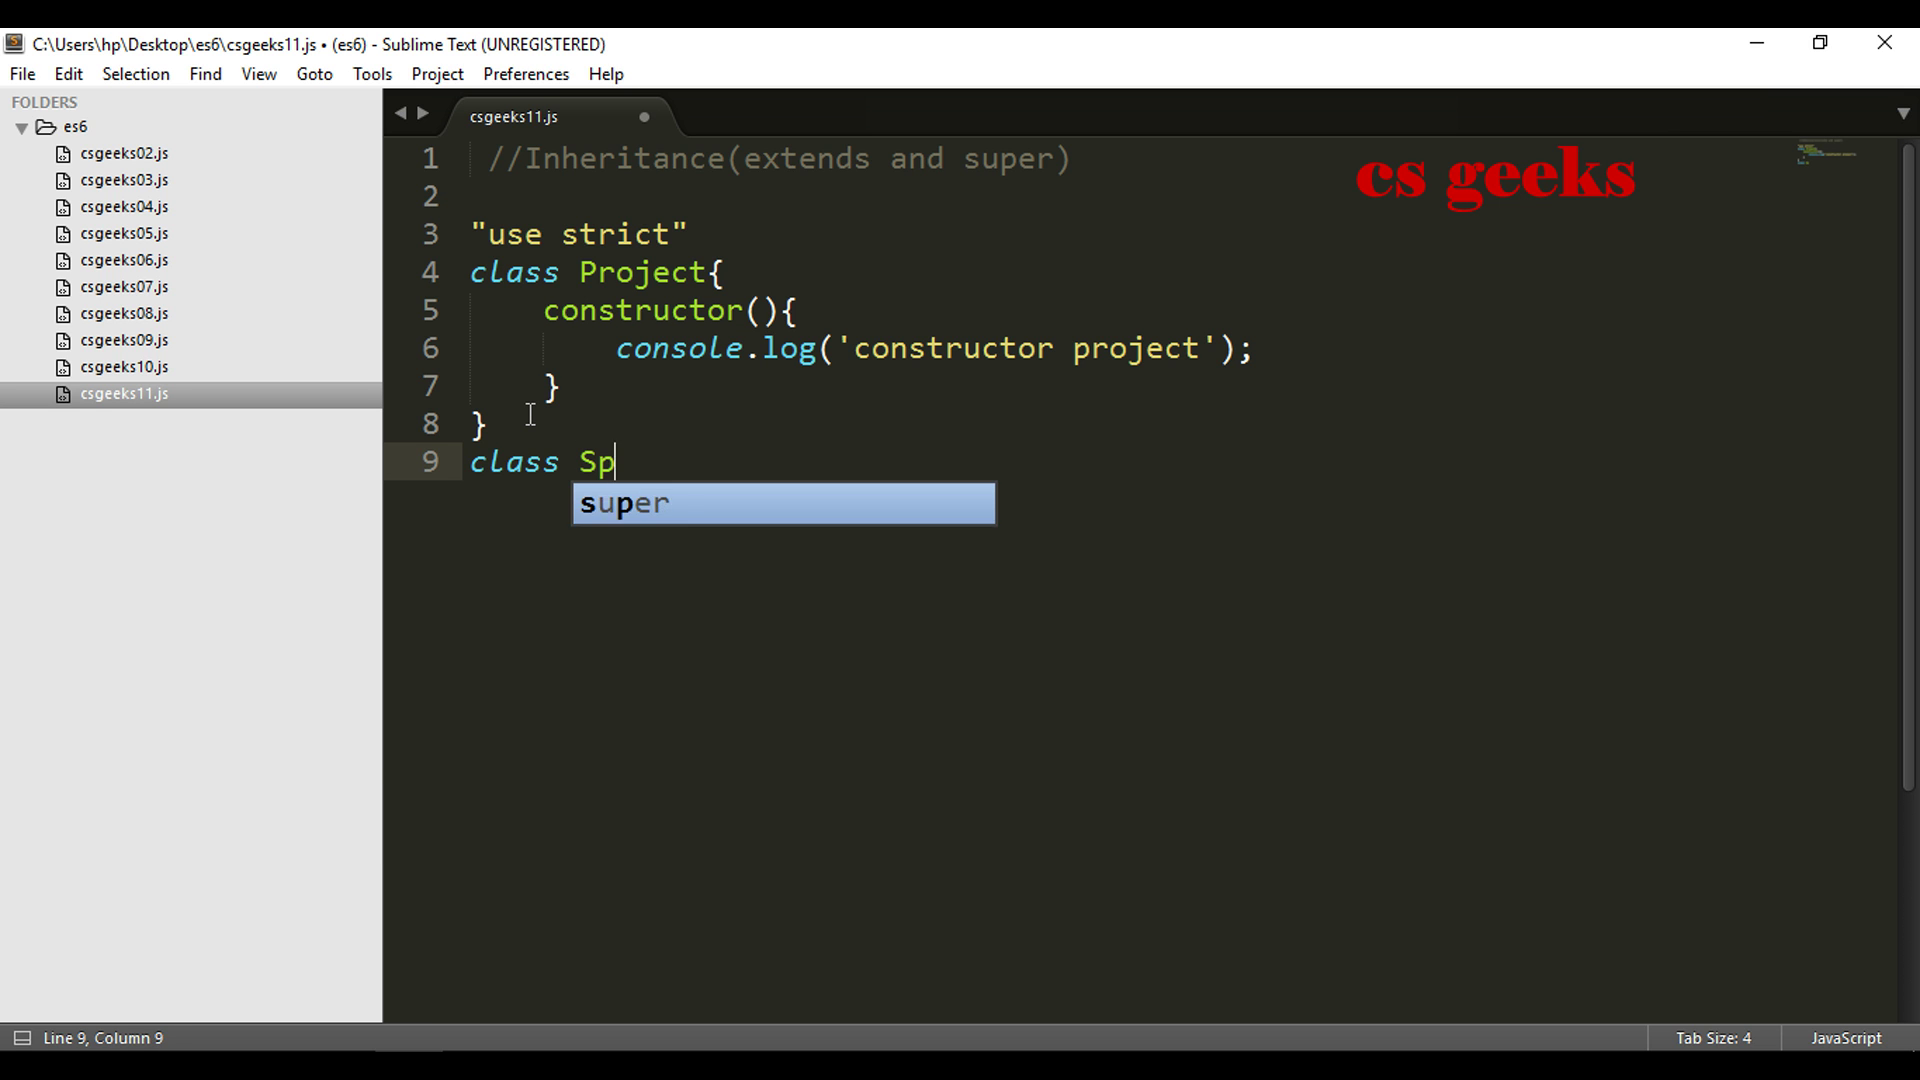 C:\Users\hp\Desktop\es6\csgeeks11.js • (es6) - Sublime Text (UNREGISTERED)
File Edit Selection Find View Goto Tools Project Preferences Help
FOLDERS
es6
csgeeks02.js
csgeeks03.js
csgeeks04.js
csgeeks05.js
csgeeks06.js
csgeeks07.js
csgeeks08.js
csgeeks09.js
csgeeks10.js
csgeeks11.js
csgeeks11.js
cs geeks
1 //Inheritance(extends and super)
2
3 "use strict"
4 class Project{
5 constructor(){
6 console.log('constructor project');
7 }
8 }
9 class Sp
super
Line 9, Column 9
Tab Size: 4
JavaScript